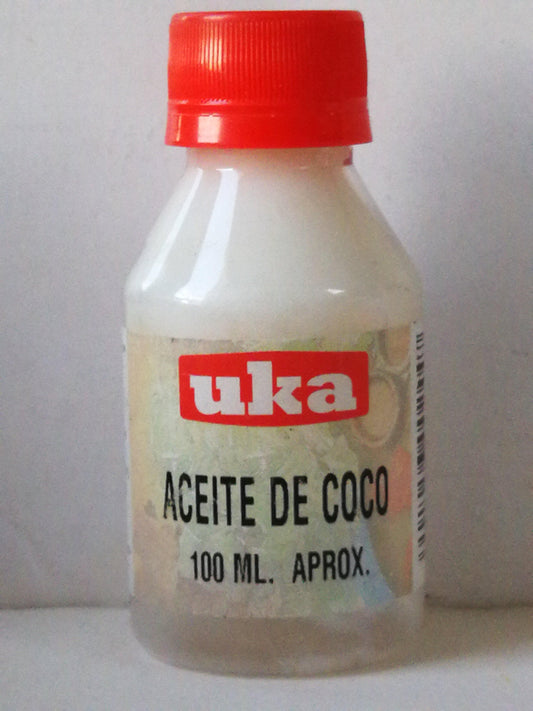 uka
ACEITE DE COCO
100 ML. APROX.